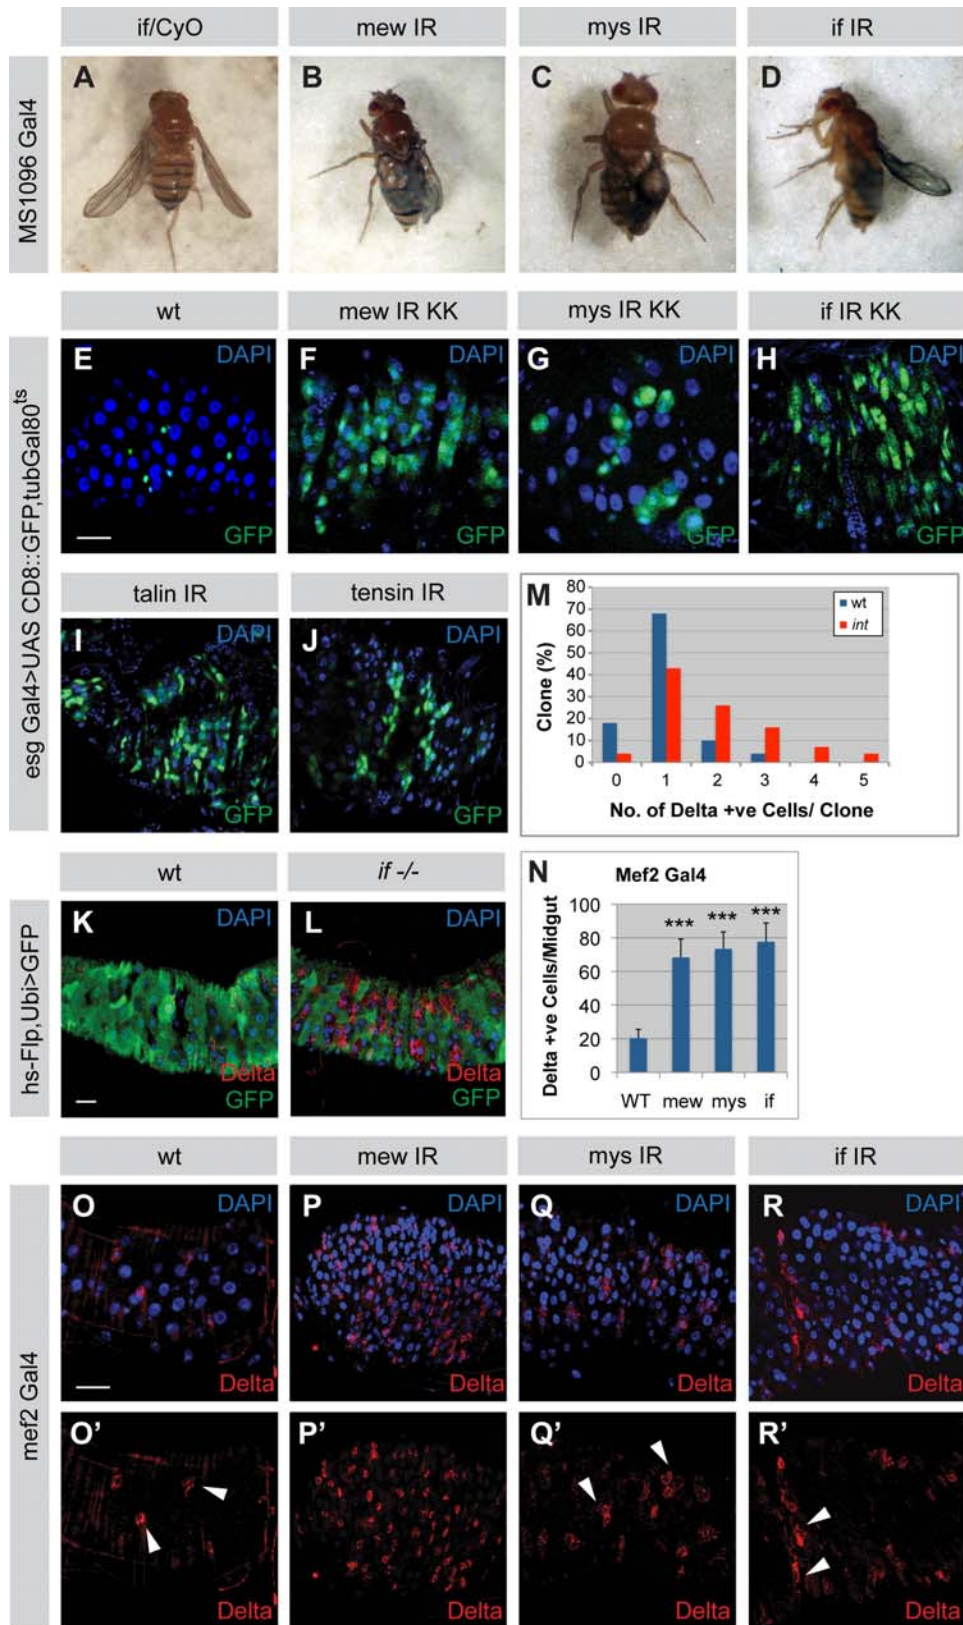 if/CyO
mew IR
mys IR
if IR
MS1096 Gal4
A
B
C
D
wt
mew IR KK
mys IR KK
if IR KK
esg Gal4>UAS CD8::GFP,tubGal80ts
E
DAPI
GFP
F
DAPI
GFP
G
DAPI
GFP
H
DAPI
GFP
talin IR
tensin IR
I
DAPI
GFP
J
DAPI
GFP
M
80
70
60
50
40
30
20
10
0
Clone (%)
wt
int
0 1 2 3 4 5
No. of Delta +ve Cells/ Clone
wt
if -/-
hs-Flp,Ubi>GFP
K
DAPI
Delta
GFP
L
DAPI
Delta
GFP
N
Mef2 Gal4
100
80
60
40
20
0
Delta +ve Cells/Midgut
*** *** ***
WT mew mys if
wt
mew IR
mys IR
if IR
mef2 Gal4
O
DAPI
Delta
P
DAPI
Delta
Q
DAPI
Delta
R
DAPI
Delta
O'
Delta
P'
Delta
Q'
Delta
R'
Delta